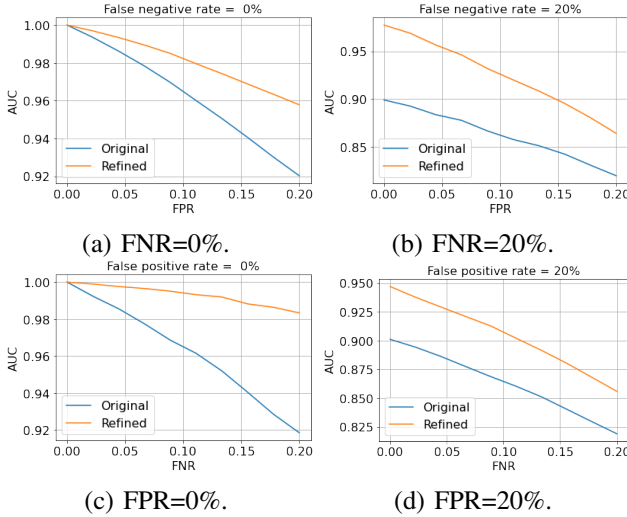 False negative rate = 0%
1.00
0.98
0.96
0.94
0.92
AUC
Original
Refined
0.00 0.05 0.10 0.15 0.20
FPR
(a) FNR=0%.
False negative rate = 20%
0.95
0.90
0.85
AUC
Original
Refined
0.00 0.05 0.10 0.15 0.20
FPR
(b) FNR=20%.
False positive rate = 0%
1.00
0.98
0.96
0.94
0.92
AUC
Original
Refined
0.00 0.05 0.10 0.15 0.20
FNR
(c) FPR=0%.
False positive rate = 20%
0.950
0.925
0.900
0.875
0.850
0.825
AUC
Original
Refined
0.00 0.05 0.10 0.15 0.20
FNR
(d) FPR=20%.